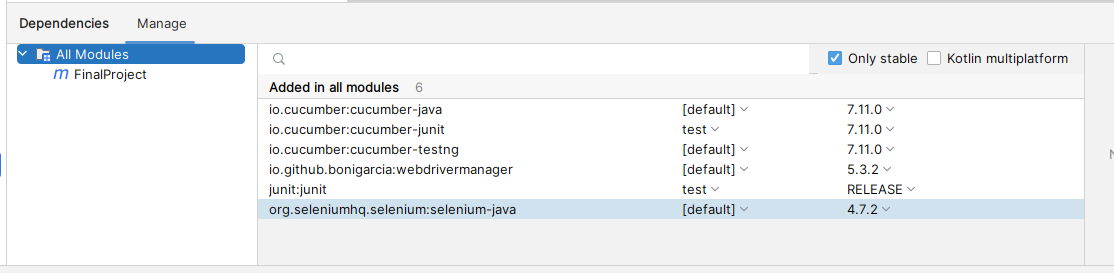 Dependencies Manage
All Modules
Only stable Kotlin multiplatform
m FinalProject
Added in all modules 6
io.cucumber:cucumber-java [default] 7.11.0
io.cucumber:cucumber-junit test 7.11.0
io.cucumber:cucumber-testng [default] 7.11.0
io.github.bonigarcia:webdrivermanager [default] 5.3.2
junit:junit test RELEASE
org.seleniumhq.selenium:selenium-java [default] 4.7.2